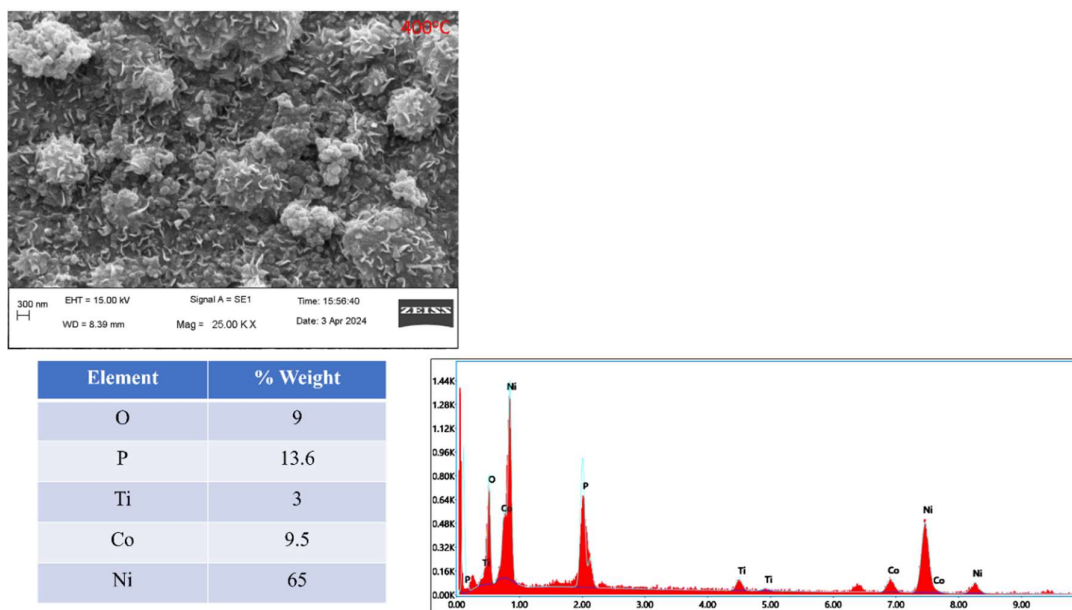 400°C
300 nm
EHT = 15.00 kV
Signal A = SE1
Time: 15:56:40
ZEISS
WD = 8.39 mm
Mag = 25.00 K X
Date: 3 Apr 2024
Element % Weight
O 9
P 13.6
Ti 3
Co 9.5
Ni 65
1.44K
1.28K
1.12K
0.96K
0.80K
0.64K
0.48K
0.32K
0.16K
0.00K
Ni
O
Co
P
P
Ti
Ti
Co
Ni
Co
Ni
0.00 1.00 2.00 3.00 4.00 5.00 6.00 7.00 8.00 9.00